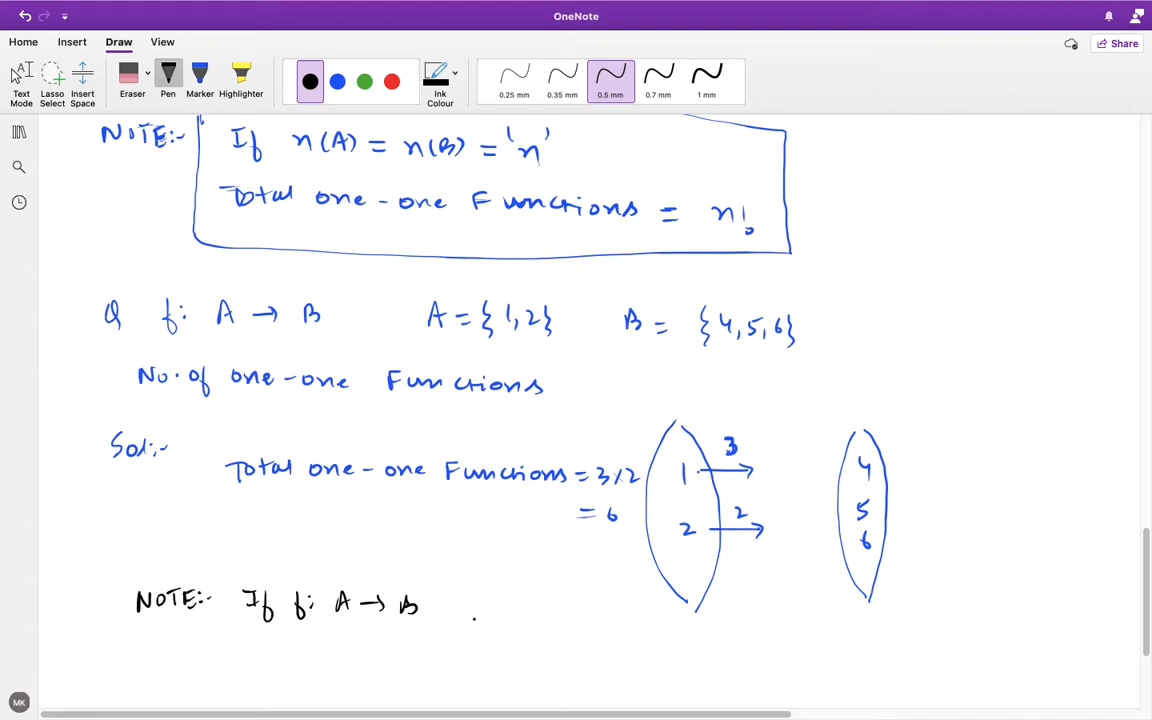 OneNote
Home Insert Draw View
Share
Text Mode
Lasso Select
Insert Space
Eraser
Pen
Marker
Highlighter
Ink Colour
0.25 mm
0.35 mm
0.5 mm
0.7 mm
1 mm
NOTE:- If n(A) = n(B) = 'n'
Total one-one Functions = n!
Q f: A → B A = {1,2} B = {4,5,6}
No. of one-one Functions
Sol:-
Total one-one Functions = 3×2
= 6
1 3 4
2 2 5
6
NOTE:- If f: A → B
MK